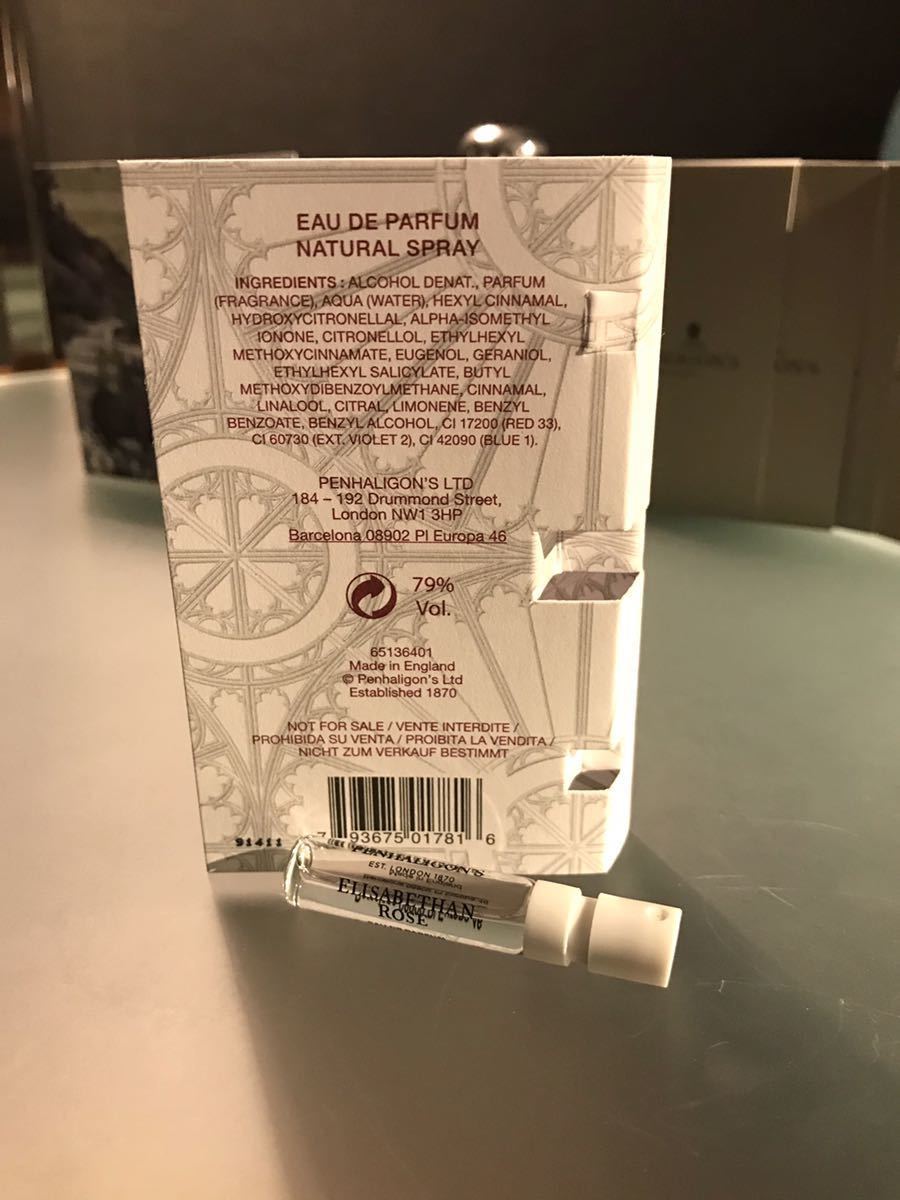 EAU DE PARFUM
NATURAL SPRAY
INGREDIENTS : ALCOHOL DENAT., PARFUM
(FRAGRANCE), AQUA (WATER), HEXYL CINNAMAL,
HYDROXYCITRONELLAL, ALPHA-ISOMETHYL
IONONE, CITRONELLOL, ETHYLHEXYL
METHOXYCINNAMATE, EUGENOL, GERANIOL,
ETHYLHEXYL SALICYLATE, BUTYL
METHOXYDIBENZOYLMETHANE, CINNAMAL,
LINALOOL, CITRAL, LIMONENE, BENZYL
BENZOATE, BENZYL ALCOHOL, CI 17200 (RED 33),
CI 60730 (EXT. VIOLET 2), CI 42090 (BLUE 1).
PENHALIGON'S LTD
184 – 192 Drummond Street,
London NW1 3HP
Barcelona 08902 Pl Europa 46
79%
Vol.
65136401
Made in England
© Penhaligon's Ltd
Established 1870
NOT FOR SALE / VENTE INTERDITE /
PROHIBIDA SU VENTA / PROIBITA LA VENDITA /
NICHT ZUM VERKAUF BESTIMMT
91411
7 93675 01781 6
PENHALIGON'S
EST. LONDON 1870
ELISABETHAN
ROSE